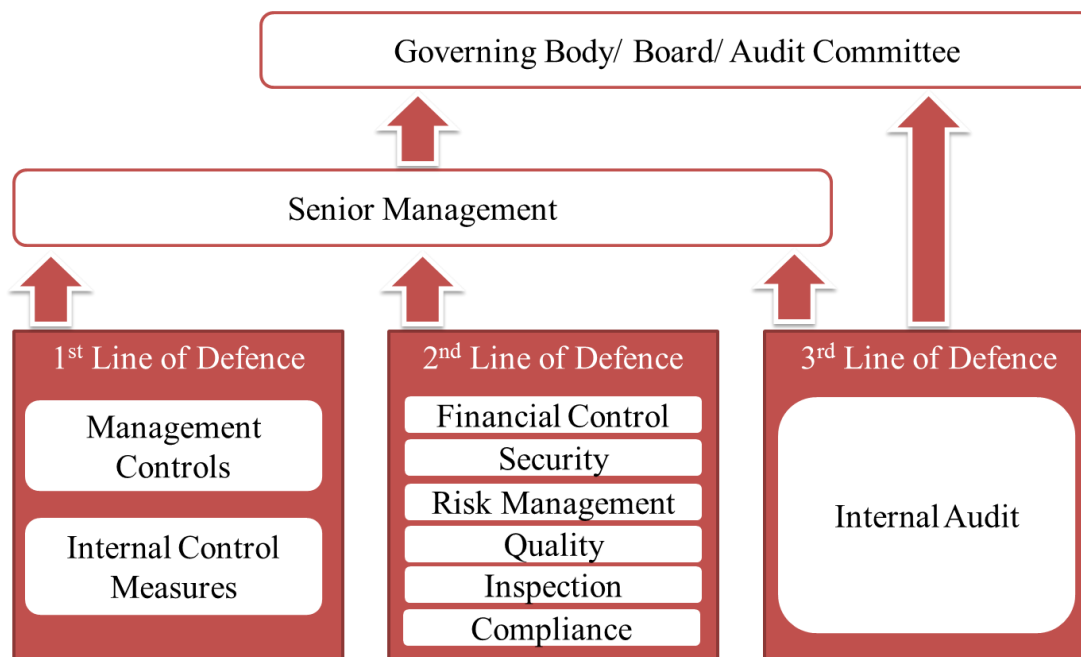 Governing Body/ Board/ Audit Committee
Senior Management
1st Line of Defence
Management
Controls
Internal Control
Measures
2nd Line of Defence
Financial Control
Security
Risk Management
Quality
Inspection
Compliance
3rd Line of Defence
Internal Audit